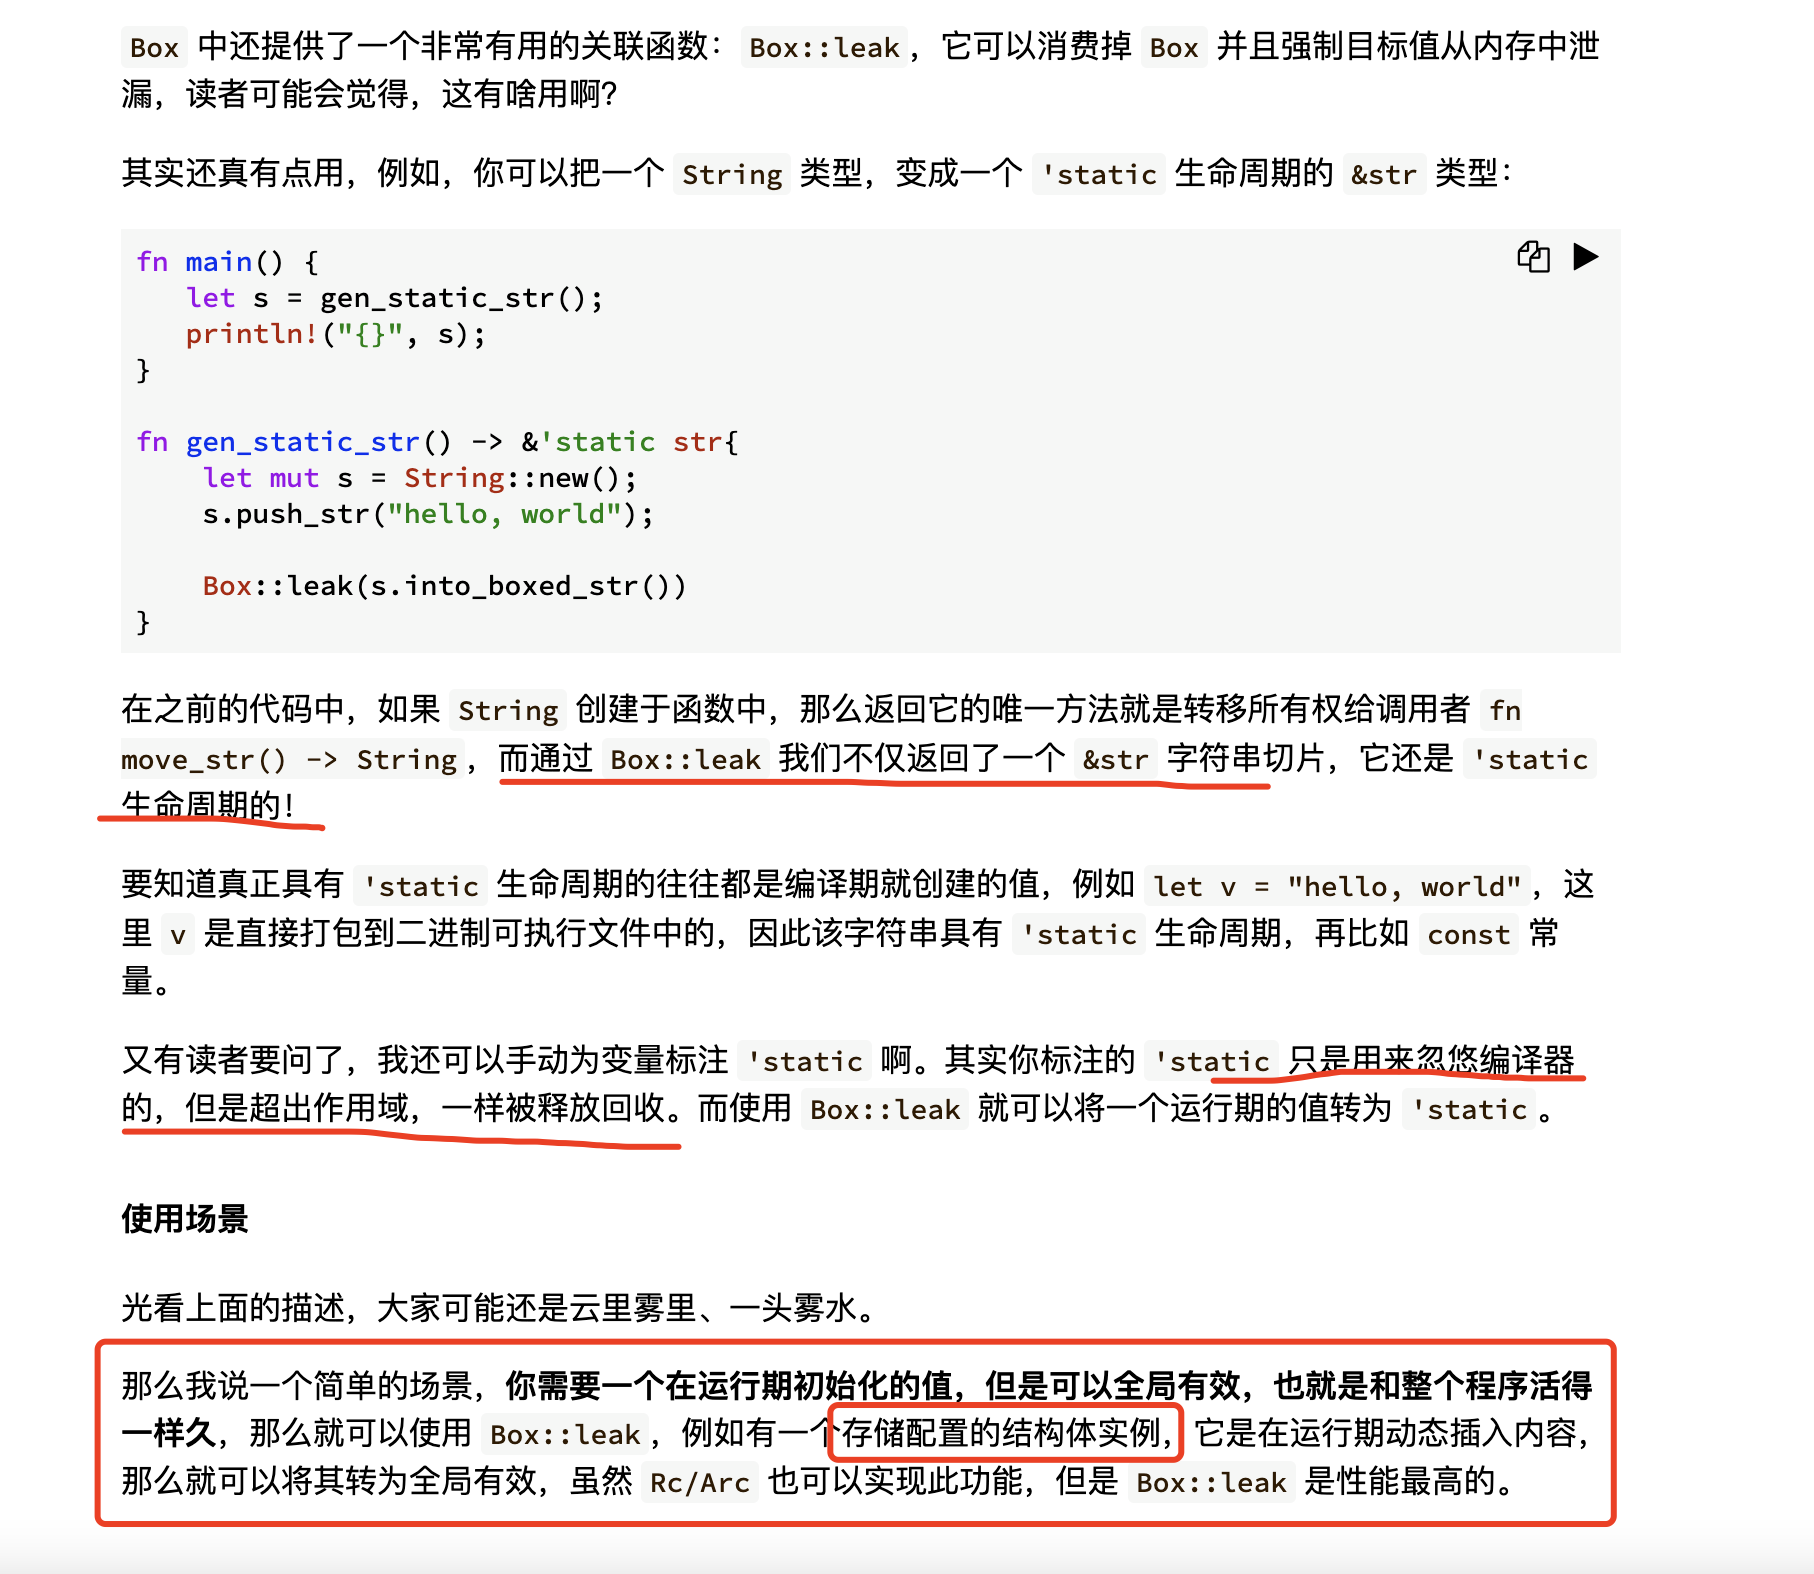 Box 中还提供了一个非常有用的关联函数：Box::leak，它可以消费掉 Box 并且强制目标值从内存中泄
漏，读者可能会觉得，这有啥用啊？
其实还真有点用，例如，你可以把一个 String 类型，变成一个 'static 生命周期的 &str 类型：
fn main() {
   let s = gen_static_str();
   println!("{}", s);
}
fn gen_static_str() -> &'static str{
    let mut s = String::new();
    s.push_str("hello, world");
    Box::leak(s.into_boxed_str())
}
在之前的代码中，如果 String 创建于函数中，那么返回它的唯一方法就是转移所有权给调用者 fn
move_str() -> String，而通过 Box::leak 我们不仅返回了一个 &str 字符串切片，它还是 'static
生命周期的！
要知道真正具有 'static 生命周期的往往都是编译期就创建的值，例如 let v = "hello, world"，这
里 v 是直接打包到二进制可执行文件中的，因此该字符串具有 'static 生命周期，再比如 const 常
量。
又有读者要问了，我还可以手动为变量标注 'static 啊。其实你标注的 'static 只是用来忽悠编译器
的，但是超出作用域，一样被释放回收。而使用 Box::leak 就可以将一个运行期的值转为 'static。
使用场景
光看上面的描述，大家可能还是云里雾里、一头雾水。
那么我说一个简单的场景，你需要一个在运行期初始化的值，但是可以全局有效，也就是和整个程序活得
一样久，那么就可以使用 Box::leak，例如有一个存储配置的结构体实例，它是在运行期动态插入内容，
那么就可以将其转为全局有效，虽然 Rc/Arc 也可以实现此功能，但是 Box::leak 是性能最高的。